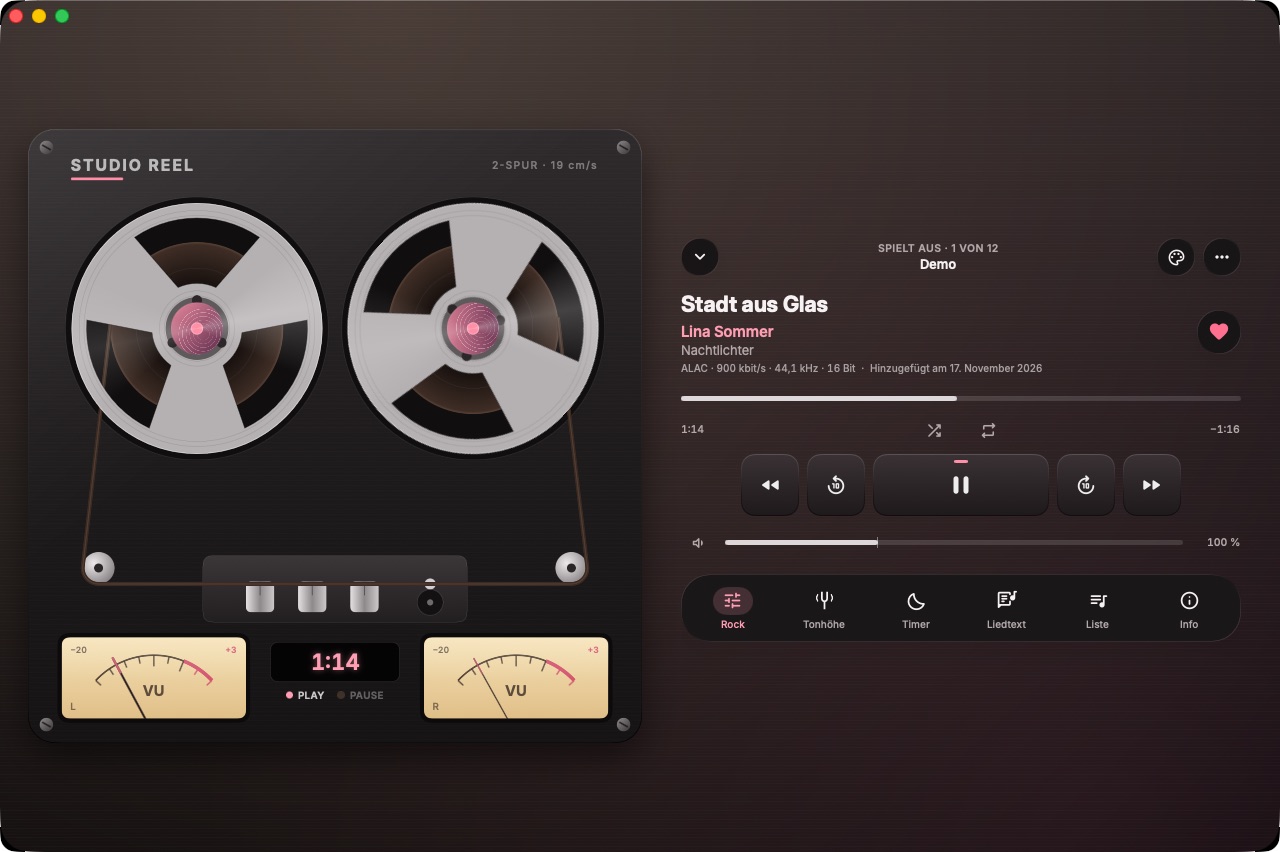 STUDIO REEL
2-SPUR · 19 cm/s
−20
+3
VU
L
1:14
PLAY
PAUSE
−20
+3
VU
R
SPIELT AUS · 1 VON 12
Demo
Stadt aus Glas
Lina Sommer
Nachtlichter
ALAC · 900 kbit/s · 44,1 kHz · 16 Bit · Hinzugefügt am 17. November 2026
1:14
−1:16
10
10
100 %
Rock
Tonhöhe
Timer
Liedtext
Liste
Info